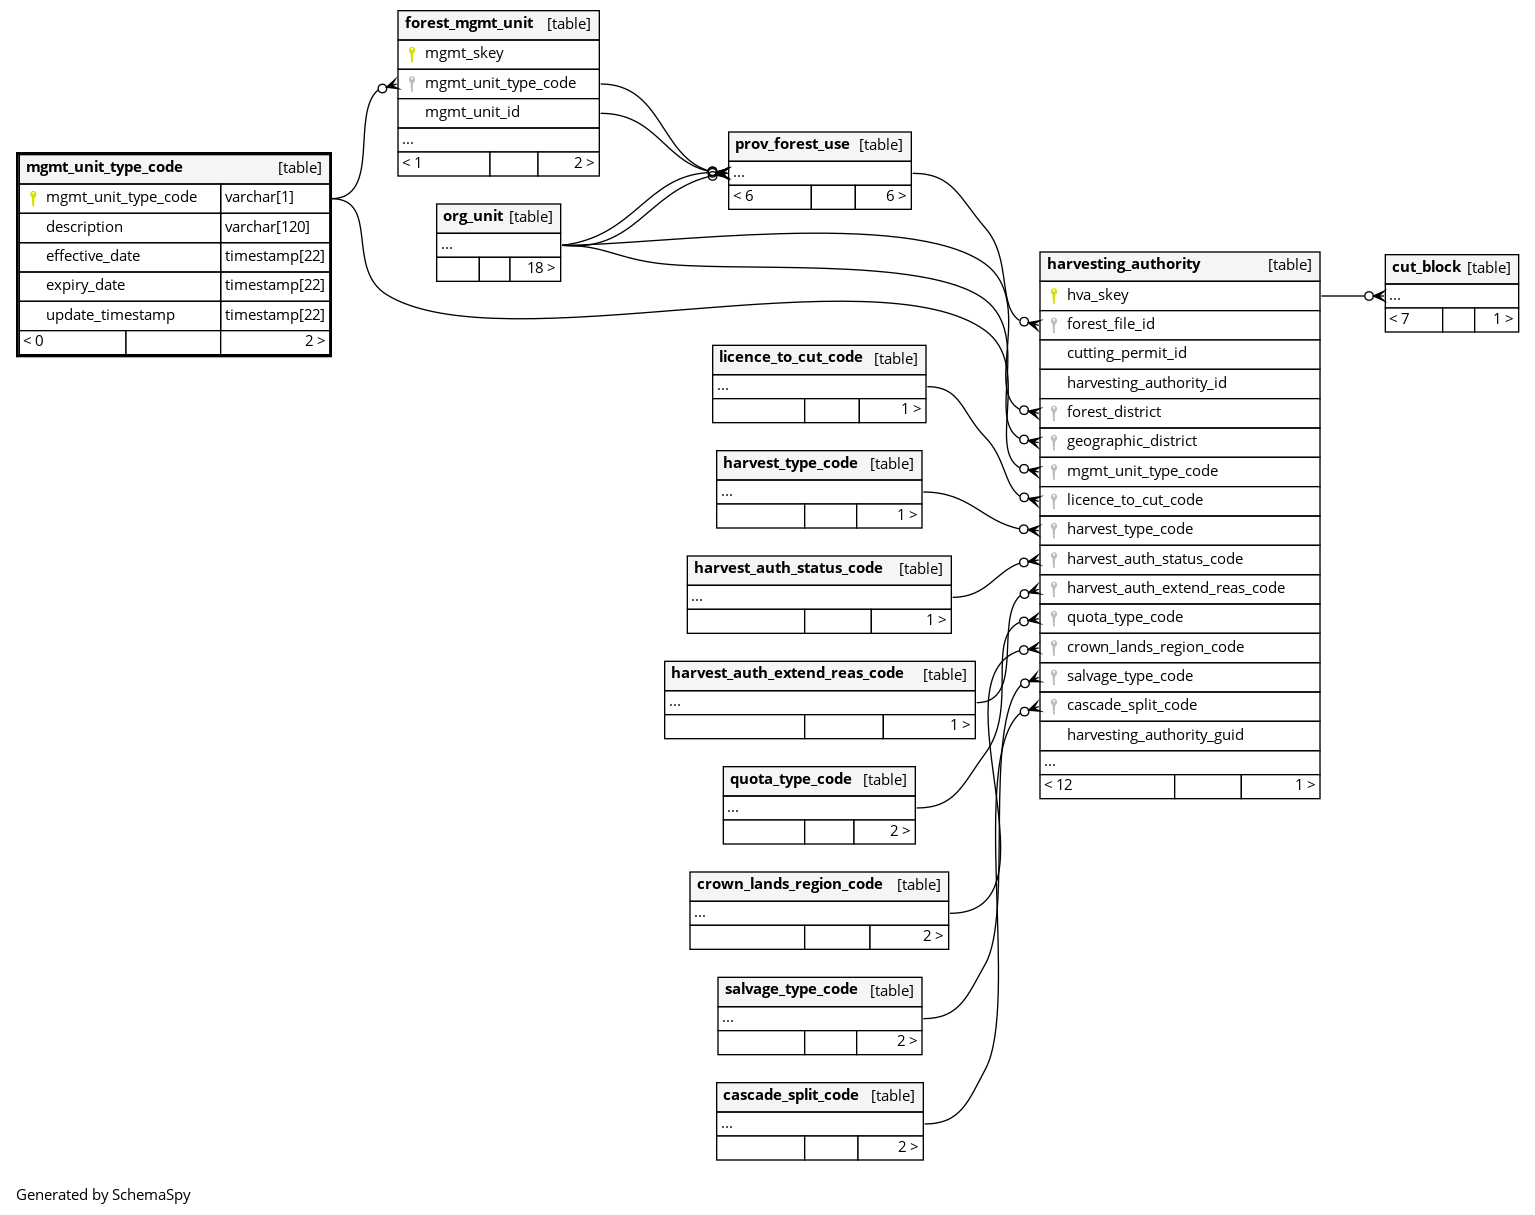 forest_mgmt_unit [table]
mgmt_skey
mgmt_unit_type_code
mgmt_unit_id
...
< 1 2 >
mgmt_unit_type_code [table]
mgmt_unit_type_code varchar[1]
description varchar[120]
effective_date timestamp[22]
expiry_date timestamp[22]
update_timestamp timestamp[22]
< 0 2 >
prov_forest_use [table]
...
< 6 6 >
org_unit [table]
...
18 >
harvesting_authority [table]
hva_skey
forest_file_id
cutting_permit_id
harvesting_authority_id
forest_district
geographic_district
mgmt_unit_type_code
licence_to_cut_code
harvest_type_code
harvest_auth_status_code
harvest_auth_extend_reas_code
quota_type_code
crown_lands_region_code
salvage_type_code
cascade_split_code
harvesting_authority_guid
...
< 12 1 >
cut_block [table]
...
< 7 1 >
licence_to_cut_code [table]
...
1 >
harvest_type_code [table]
...
1 >
harvest_auth_status_code [table]
...
1 >
harvest_auth_extend_reas_code [table]
...
1 >
quota_type_code [table]
...
2 >
crown_lands_region_code [table]
...
2 >
salvage_type_code [table]
...
2 >
cascade_split_code [table]
...
2 >
Generated by SchemaSpy